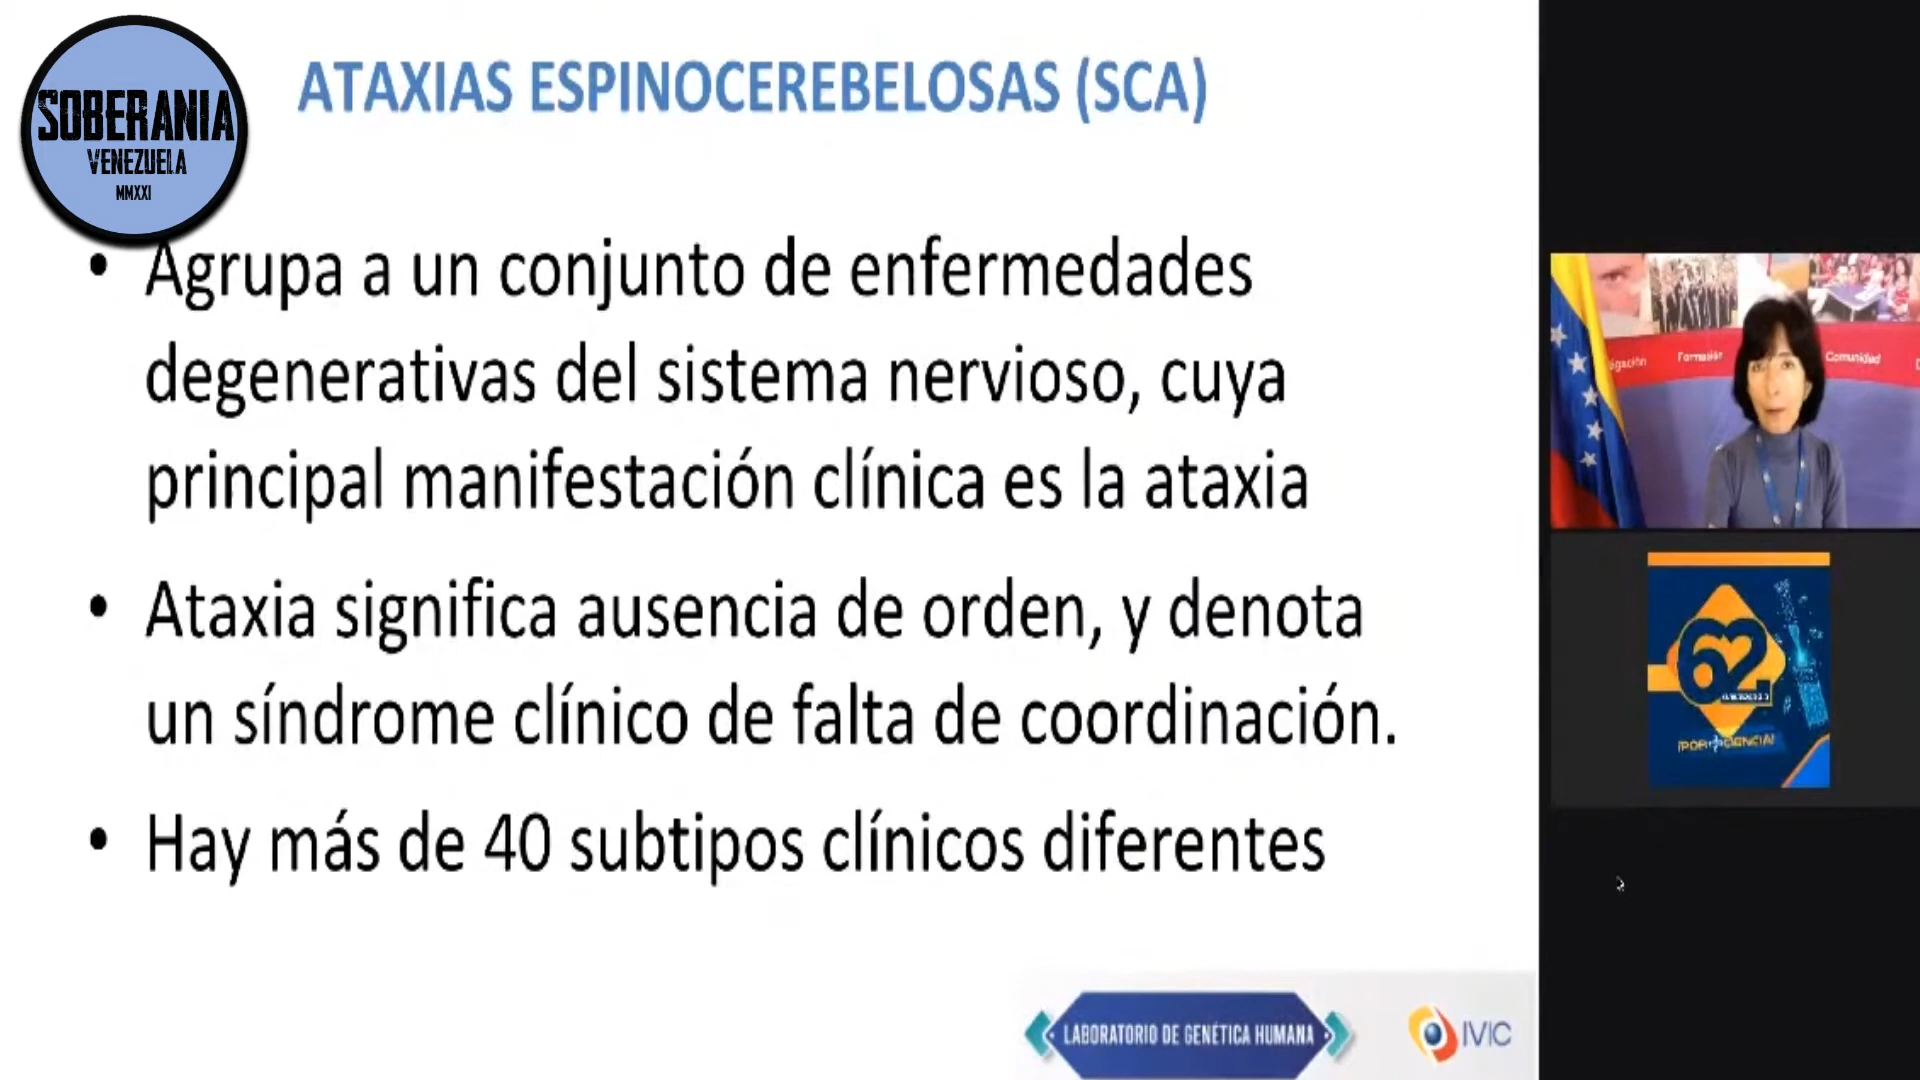 SOBERANIA
VENEZUELA
MMXXI
ATAXIAS ESPINOCEREBELOSAS (SCA)
• Agrupa a un conjunto de enfermedades
degenerativas del sistema nervioso, cuya
principal manifestación clínica es la ataxia
• Ataxia significa ausencia de orden, y denota
un síndrome clínico de falta de coordinación.
• Hay más de 40 subtipos clínicos diferentes
LABORATORIO DE GENÉTICA HUMANA
IVIC
Formación
Comunidad
62